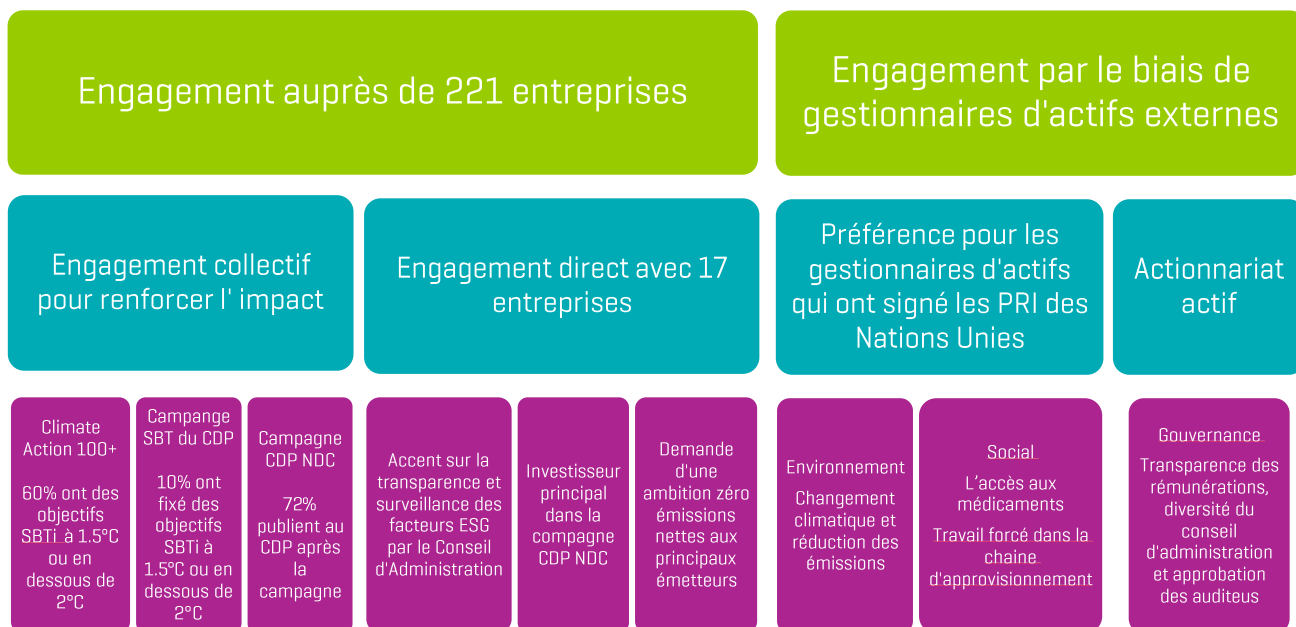 Engagement auprès de 221 entreprises
Engagement par le biais de
gestionnaires d'actifs externes
Engagement collectif
pour renforcer l' impact
Engagement direct avec 17
entreprises
Préférence pour les
gestionnaires d'actifs
qui ont signé les PRI des
Nations Unies
Actionnariat
actif
Climate
Action 100+
60% ont des
objectifs
SBTi à 1.5°C
ou en
dessous de
2°C
Campange
SBT du CDP
10% ont
fixé des
objectifs
SBTi à
1.5°C ou en
dessous de
2°C
Campagne
CDP NDC
72%
publient au
CDP après
la
campagne
Accent sur la
transparence et
surveillance des
facteurs ESG
par le Conseil
d'Administration
Investisseur
principal
dans la
compagne
CDP NDC
Demande
d'une
ambition zéro
émissions
nettes aux
principaux
émetteurs
Environnement
Changement
climatique et
réduction des
émissions
Social
L'accès aux
médicaments
Travail forcé dans la
chaine
d'approvisionnement
Gouvernance
Transparence des
rémunérations,
diversité du
conseil
d'administration
et approbation
des auditeus